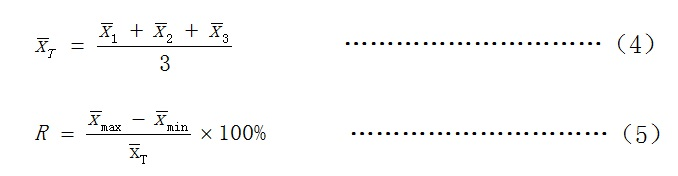 X̅_T = (X̅₁ + X̅₂ + X̅₃) / 3 ………………………… (4)
R = (X̅_max − X̅_min) / X̅_T × 100% ………………………… (5)